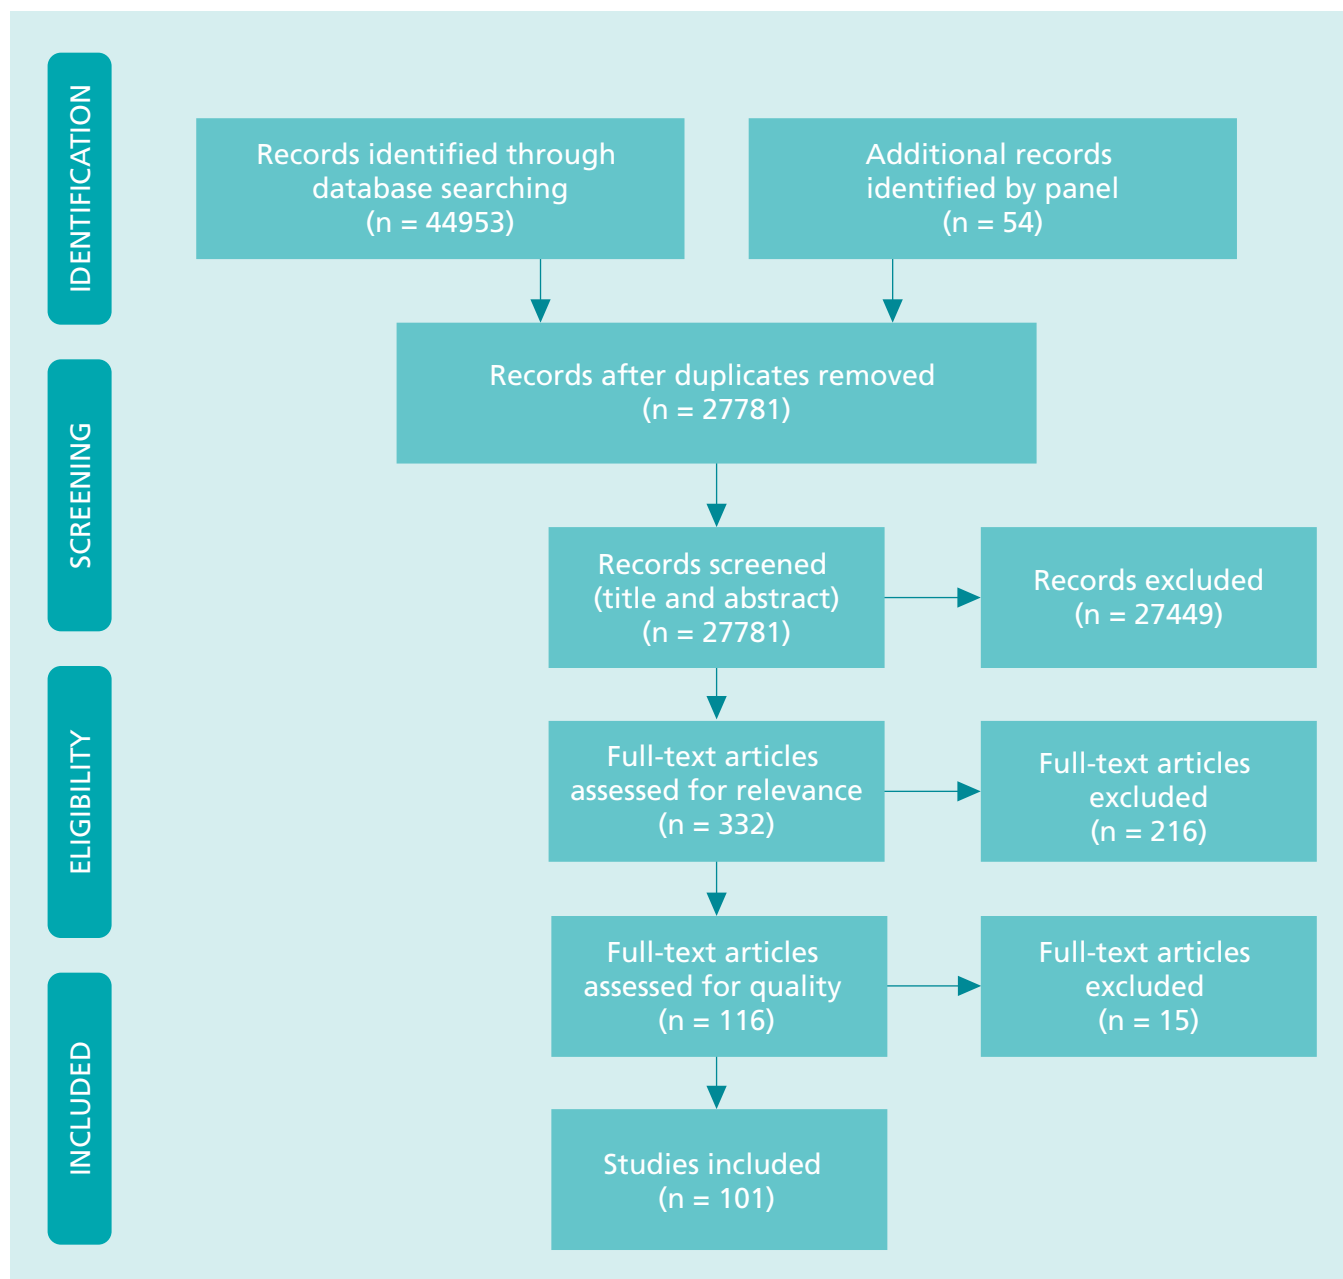 IDENTIFICATION
Records identified through
database searching
(n = 44953)
Additional records
identified by panel
(n = 54)
Records after duplicates removed
(n = 27781)
SCREENING
Records screened
(title and abstract)
(n = 27781)
Records excluded
(n = 27449)
ELIGIBILITY
Full-text articles
assessed for relevance
(n = 332)
Full-text articles
excluded
(n = 216)
Full-text articles
assessed for quality
(n = 116)
Full-text articles
excluded
(n = 15)
INCLUDED
Studies included
(n = 101)